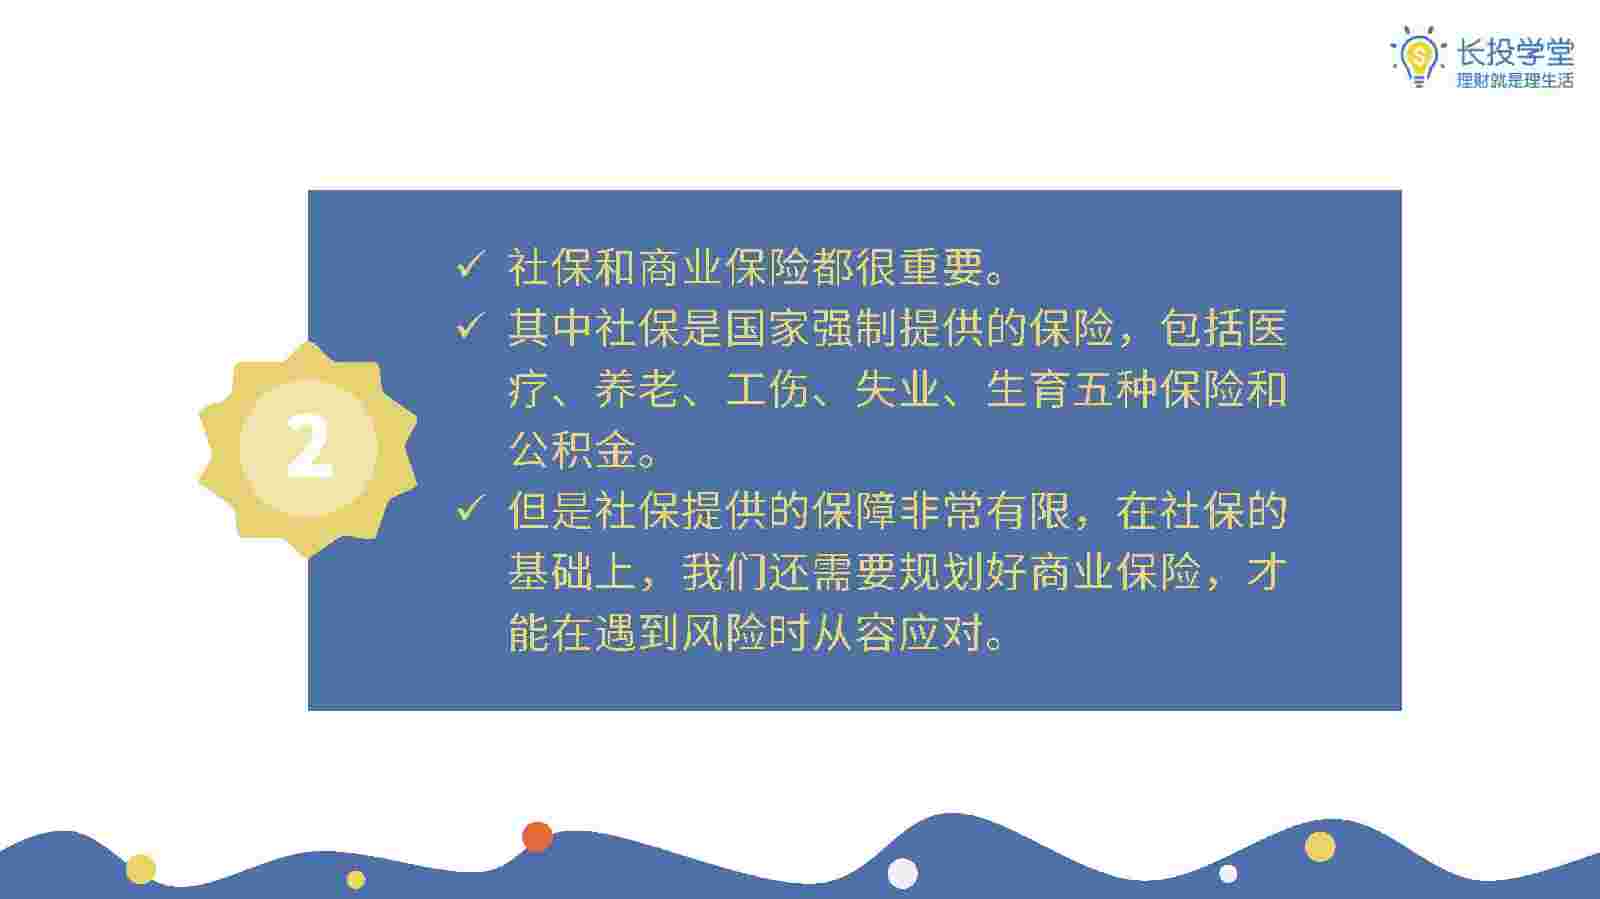 长投学堂
理财就是理生活
✓ 社保和商业保险都很重要。
✓ 其中社保是国家强制提供的保险，包括医
疗、养老、工伤、失业、生育五种保险和
公积金。
2
✓ 但是社保提供的保障非常有限，在社保的
基础上，我们还需要规划好商业保险，才
能在遇到风险时从容应对。